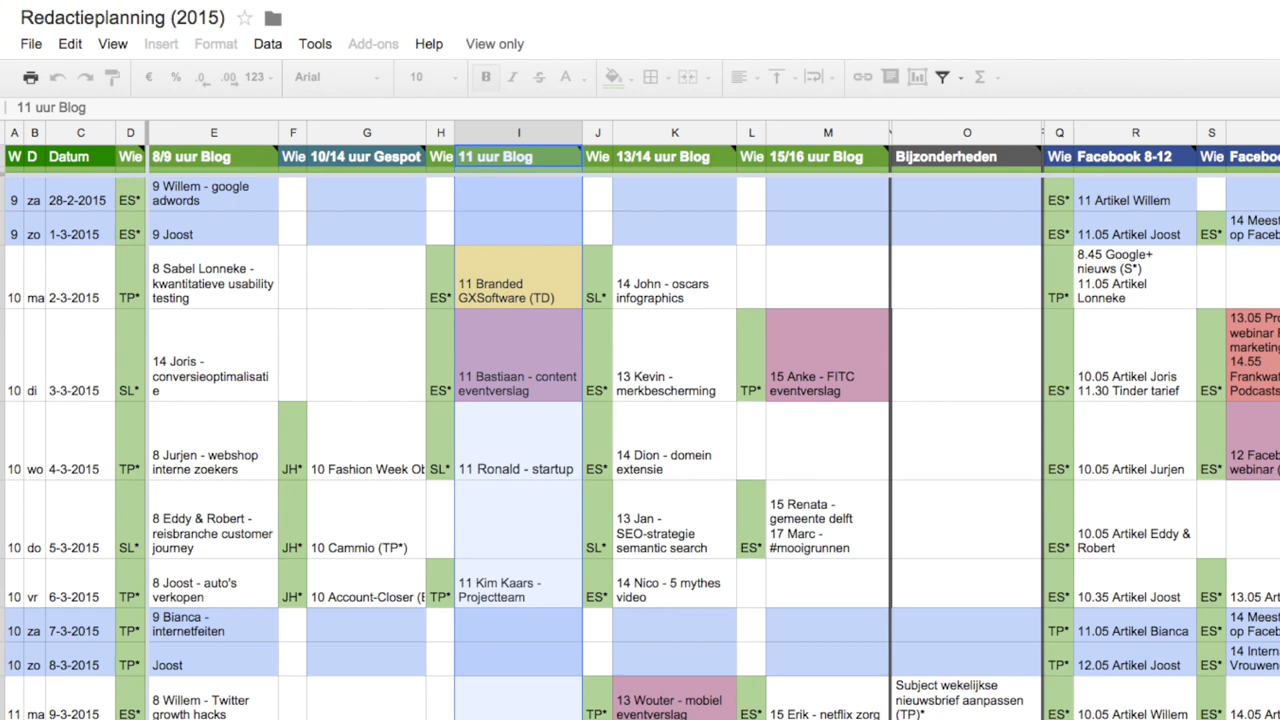 Redactieplanning (2015)
File Edit View Insert Format Data Tools Add-ons Help View only
€ % .0 .00 123 Arial 10 B I S A Σ
11 uur Blog
A B C D E F G H I J K L M O Q R S
W D Datum Wie 8/9 uur Blog Wie 10/14 uur Gespot Wie 11 uur Blog Wie 13/14 uur Blog Wie 15/16 uur Blog Bijzonderheden Wie Facebook 8-12 Wie
9 Willem - google
9 za 28-2-2015 ES* adwords ES* 11 Artikel Willem
14 Meest
9 zo 1-3-2015 ES* 9 Joost ES* 11.05 Artikel Joost ES* op
8.45 Google+
8 Sabel Lonneke -
nieuws (S*)
kwantitatieve usability 11 Branded 14 John - oscars 11.05 Artikel
10 ma 2-3-2015 TP* testing ES* GXSoftware (TD) SL* infographics TP* Lonneke
13.05
webinar
14 Joris -
conversieoptimalisati 11 Bastiaan - content 13 Kevin - 15 Anke - FITC 10.05 Artikel Joris
10 di 3-3-2015 SL* e ES* eventverslag ES* merkbescherming TP* eventverslag ES* 11.30 Tinder tarief ES*
14.55
8 Jurjen - webshop 14 Dion - domein 12
10 wo 4-3-2015 TP* interne zoekers JH* 10 Fashion Week SL* 11 Ronald - startup ES* extensie ES* 10.05 Artikel Jurjen ES* webinar
15 Renata -
8 Eddy & Robert - 13 Jan - gemeente delft
reisbranche customer SEO-strategie 17 Marc - 10.05 Artikel Eddy &
10 do 5-3-2015 SL* journey JH* 10 Cammio (TP*) SL* semantic search ES* #mooigrunnen ES* Robert
8 Joost - auto's 11 Kim Kaars - 14 Nico - 5 mythes
10 vr 6-3-2015 TP* verkopen JH* 10 Account-Closer TP* Projectteam ES* video ES* 10.35 Artikel Joost ES* 13.05
9 Bianca - 14 Meest
10 za 7-3-2015 TP* internetfeiten TP* 11.05 Artikel Bianca ES* op
14
10 zo 8-3-2015 TP* Joost TP* 12.05 Artikel Joost ES*
Subject wekelijkse
8 Willem - Twitter 13 Wouter - mobiel nieuwsbrief aanpassen
11 ma 9-3-2015 ES* growth hacks TP* eventverslag ES* 15 Erik - netflix zorg (TP)* ES* 10.05 Artikel Willem ES* 14.05